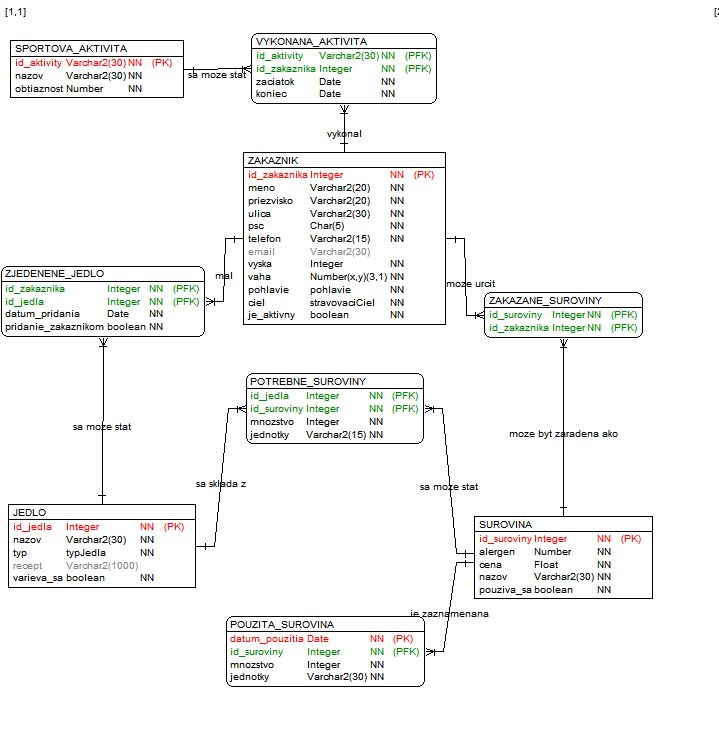 [1,1]
SPORTOVA_AKTIVITA
id_aktivity Varchar2(30) NN (PK)
nazov Varchar2(30) NN
obtiaznost Number NN
sa moze stat
VYKONANA_AKTIVITA
id_aktivity Varchar2(30) NN (PFK)
id_zakaznika Integer NN (PFK)
zaciatok Date NN
koniec Date NN
vykonal
ZAKAZNIK
id_zakaznika Integer NN (PK)
meno Varchar2(20) NN
priezvisko Varchar2(20) NN
ulica Varchar2(30) NN
psc Char(5) NN
telefon Varchar2(15) NN
email Varchar2(30)
vyska Integer NN
vaha Number(x,y)(3,1) NN
pohlavie pohlavie NN
ciel stravovaciCiel NN
je_aktivny boolean NN
mal
moze urcit
ZJEDENENE_JEDLO
id_zakaznika Integer NN (PFK)
id_jedla Integer NN (PFK)
datum_pridania Date NN
pridanie_zakaznikom boolean NN
ZAKAZANE_SUROVINY
id_suroviny Integer NN (PFK)
id_zakaznika Integer NN (PFK)
POTREBNE_SUROVINY
id_jedla Integer NN (PFK)
id_suroviny Integer NN (PFK)
mnozstvo Integer NN
jednotky Varchar2(15) NN
sa moze stat
moze byt zaradena ako
sa sklada z
sa moze stat
JEDLO
id_jedla Integer NN (PK)
nazov Varchar2(30) NN
typ typJedla NN
recept Varchar2(1000)
varieva_sa boolean NN
SUROVINA
id_suroviny Integer NN (PK)
alergen Number NN
cena Float NN
nazov Varchar2(30) NN
pouziva_sa boolean NN
je zaznamenana
POUZITA_SUROVINA
datum_pouzitia Date NN (PK)
id_suroviny Integer NN (PFK)
mnozstvo Integer NN
jednotky Varchar2(30) NN